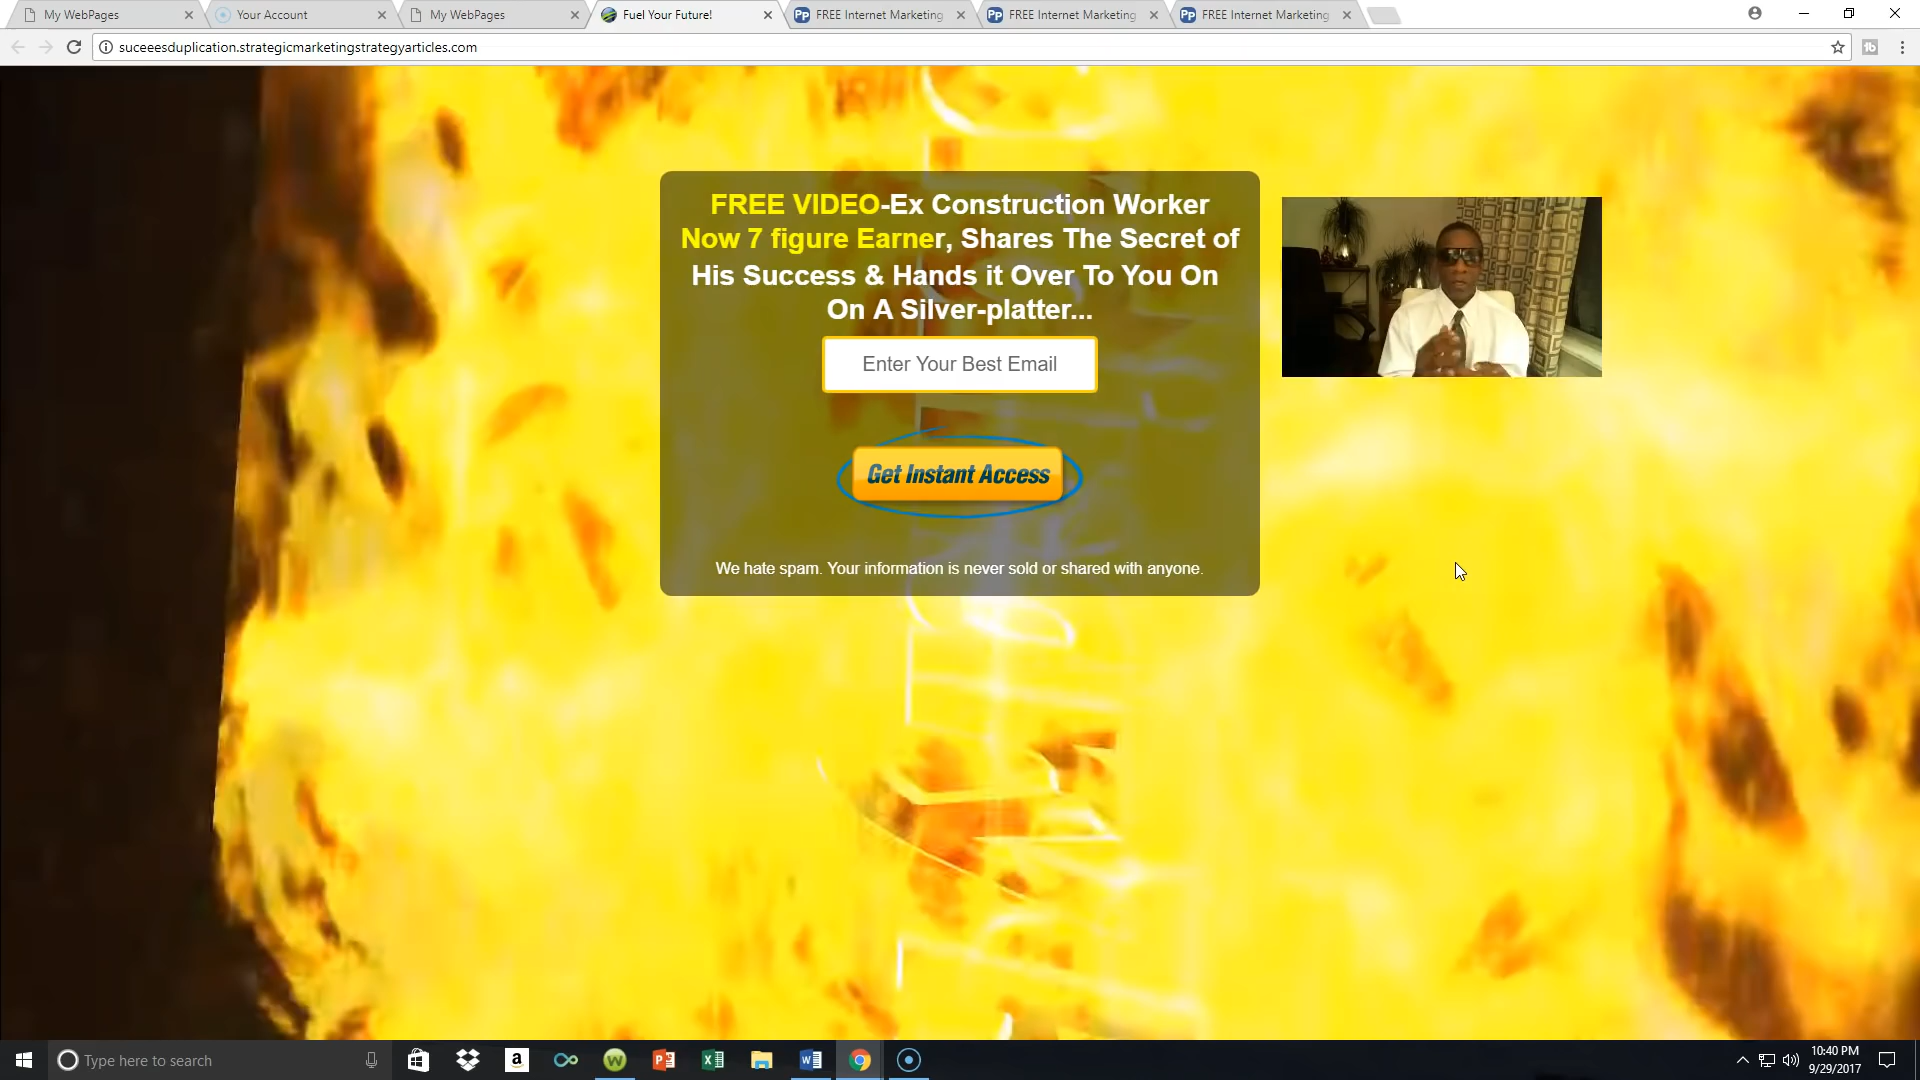 My WebPages
Your Account
My WebPages
Fuel Your Future!
FREE Internet Marketing
FREE Internet Marketing
FREE Internet Marketing
suceeesduplication.strategicmarketingstrategyarticles.com
FREE VIDEO-Ex Construction Worker
Now 7 figure Earner, Shares The Secret of
His Success & Hands it Over To You On
On A Silver-platter...
Enter Your Best Email
Get Instant Access
We hate spam. Your information is never sold or shared with anyone.
Type here to search
10:40 PM
9/29/2017